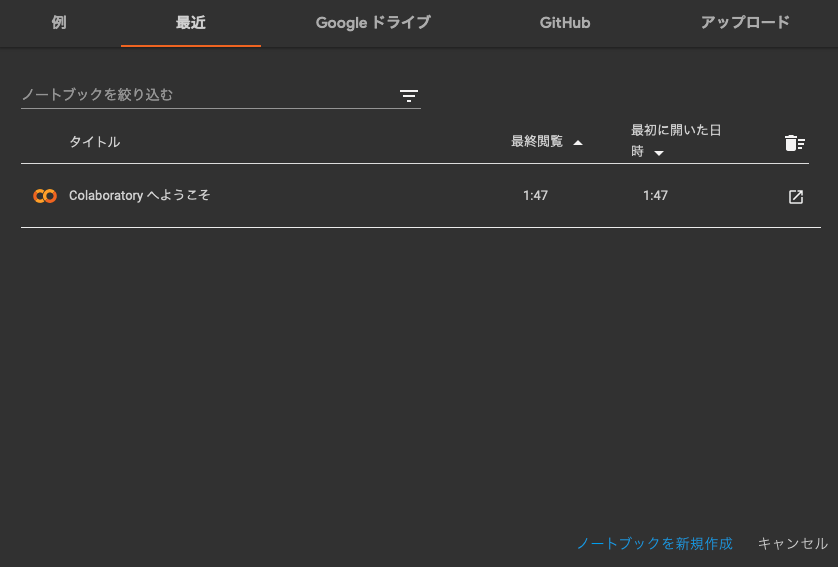 例 最近 Google ドライブ GitHub アップロード
ノートブックを絞り込む
タイトル 最終閲覧 最初に開いた日
時
Colaboratory へようこそ 1:47 1:47
ノートブックを新規作成 キャンセル